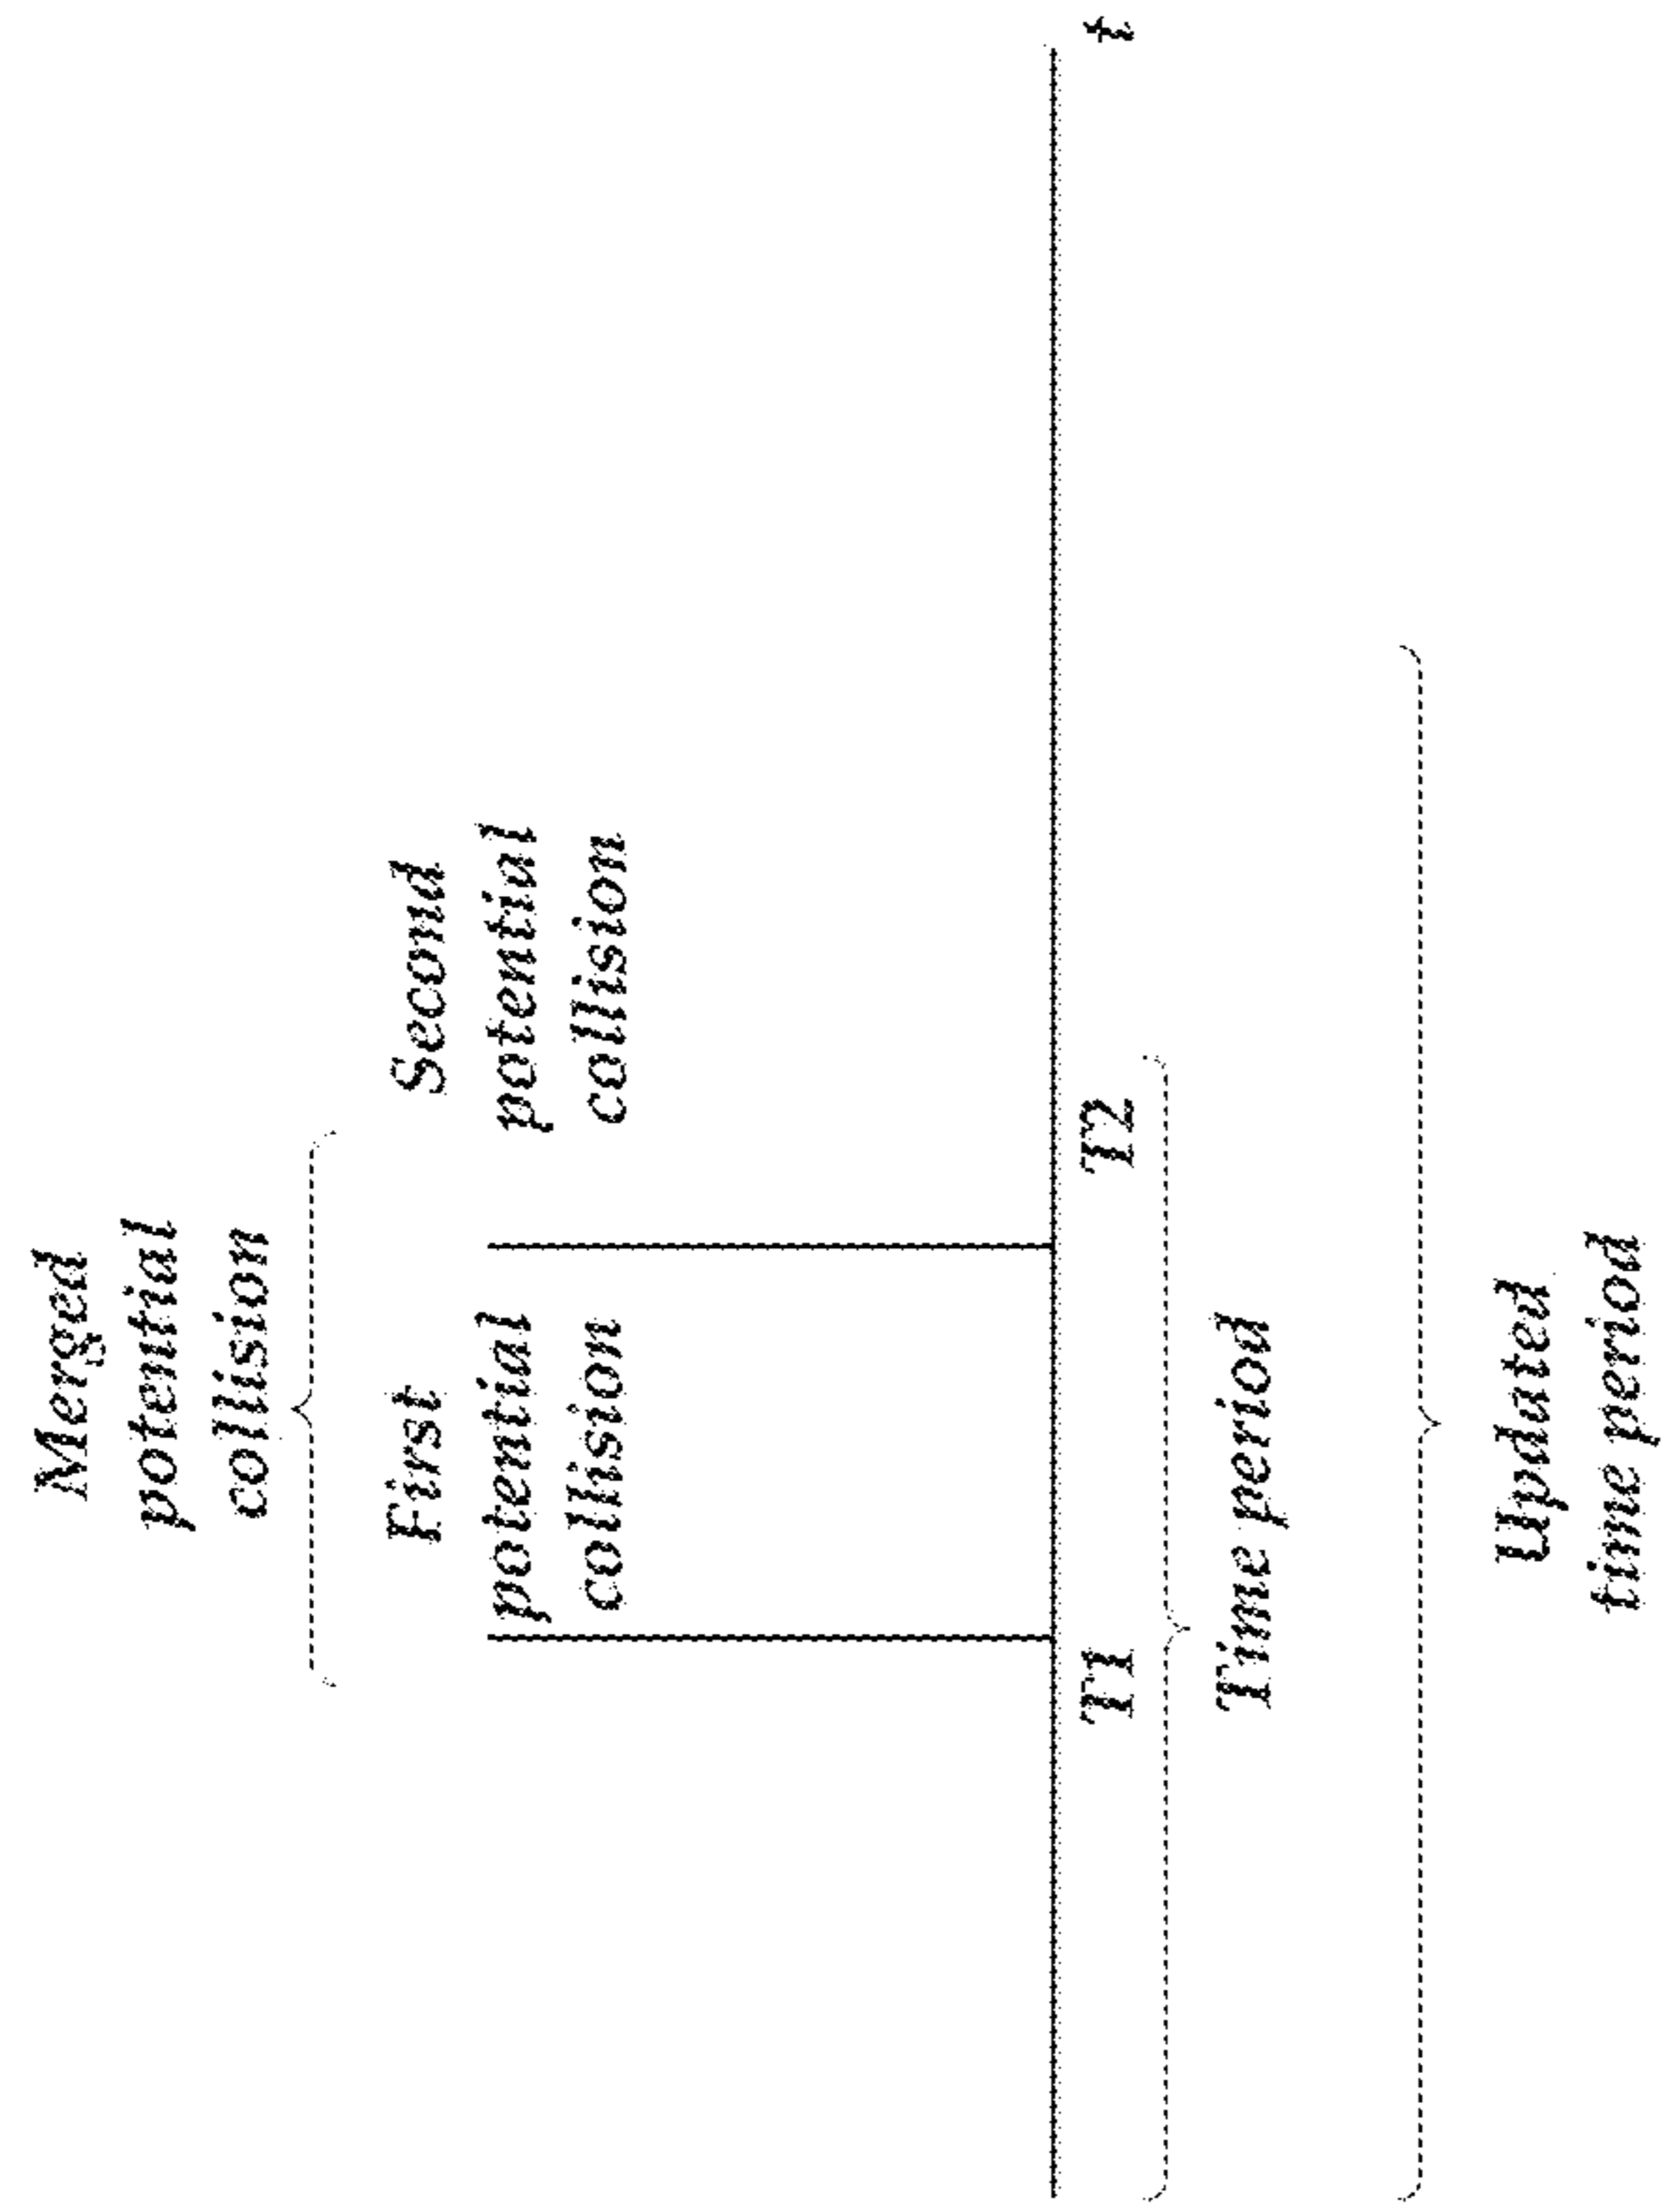 Merged
potential
collision
First
potential
collision
Second
potential
collision
T1
T2
t
Time period
Updated
time period